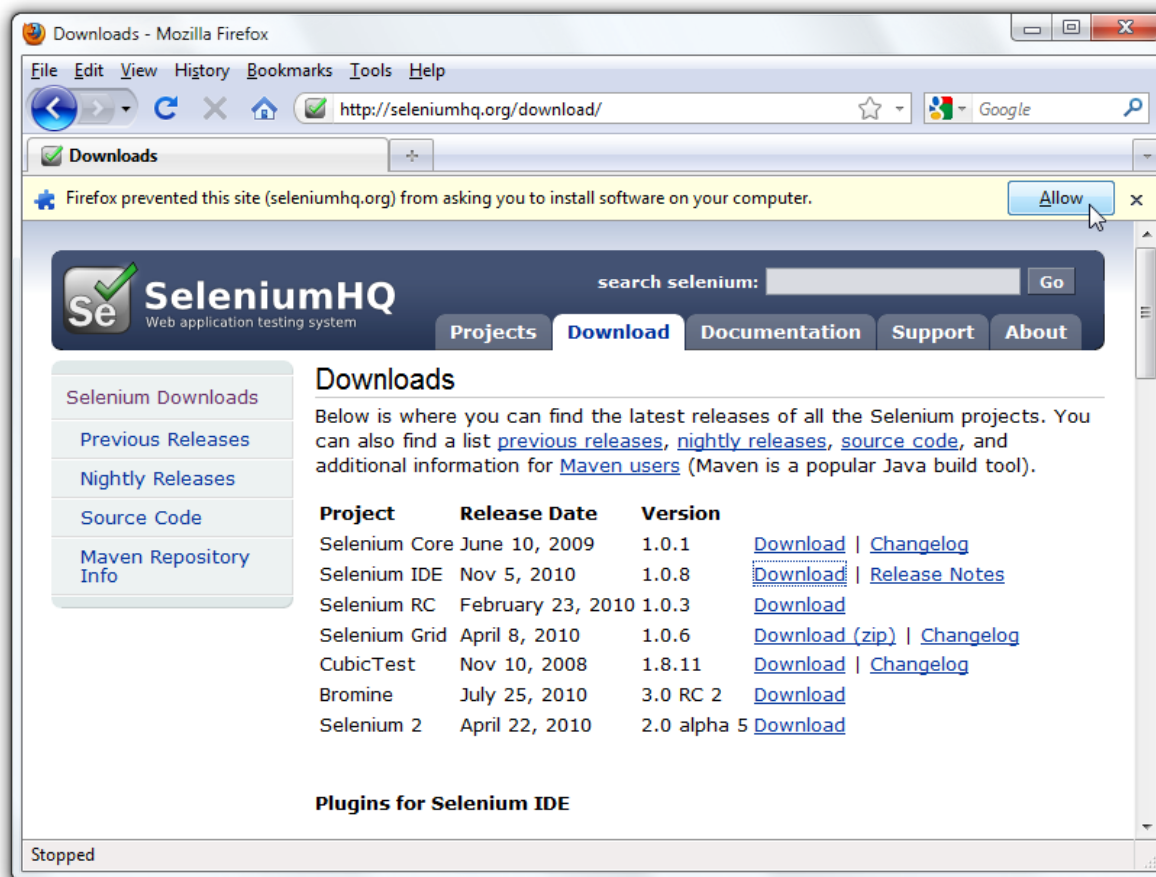 Downloads - Mozilla Firefox
File Edit View History Bookmarks Tools Help
http://seleniumhq.org/download/
Google
Downloads
Firefox prevented this site (seleniumhq.org) from asking you to install software on your computer.
Allow
Se
SeleniumHQ
Web application testing system
search selenium:
Go
Projects Download Documentation Support About
Selenium Downloads
Previous Releases
Nightly Releases
Source Code
Maven Repository
Info
Downloads
Below is where you can find the latest releases of all the Selenium projects. You
can also find a list previous releases, nightly releases, source code, and
additional information for Maven users (Maven is a popular Java build tool).
Project Release Date Version
Selenium Core June 10, 2009 1.0.1 Download | Changelog
Selenium IDE Nov 5, 2010 1.0.8 Download | Release Notes
Selenium RC February 23, 2010 1.0.3 Download
Selenium Grid April 8, 2010 1.0.6 Download (zip) | Changelog
CubicTest Nov 10, 2008 1.8.11 Download | Changelog
Bromine July 25, 2010 3.0 RC 2 Download
Selenium 2 April 22, 2010 2.0 alpha 5 Download
Plugins for Selenium IDE
Stopped